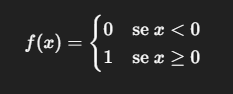 f(x) = { 0 se x < 0
1 se x ≥ 0